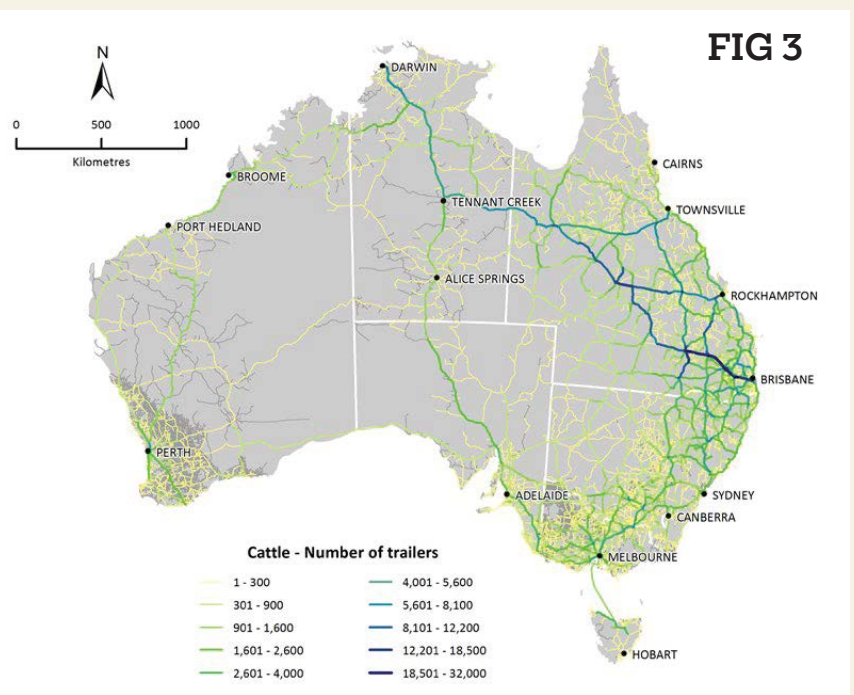 FIG 3
N
0 500 1000
Kilometres
DARWIN
CAIRNS
BROOME
TENNANT CREEK
TOWNSVILLE
PORT HEDLAND
ALICE SPRINGS
ROCKHAMPTON
BRISBANE
PERTH
ADELAIDE
SYDNEY
CANBERRA
MELBOURNE
HOBART
Cattle - Number of trailers
1 - 300
301 - 900
901 - 1,600
1,601 - 2,600
2,601 - 4,000
4,001 - 5,600
5,601 - 8,100
8,101 - 12,200
12,201 - 18,500
18,501 - 32,000